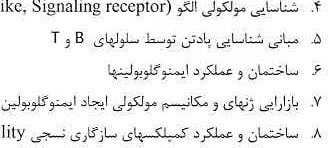 ۴. شناسایی مولکولی الگو (ike, Signaling receptor
۵. مبانی شناسایی پادتن توسط سلولهای B و T
۶. ساختمان و عملکرد ایمنوگلوبولینها
۷. بازارایی ژنهای و مکانیسم مولکولی ایجاد ایمنوگلوبولین
۸. ساختمان و عملکرد کمپلکسهای سازگاری نسجی lity